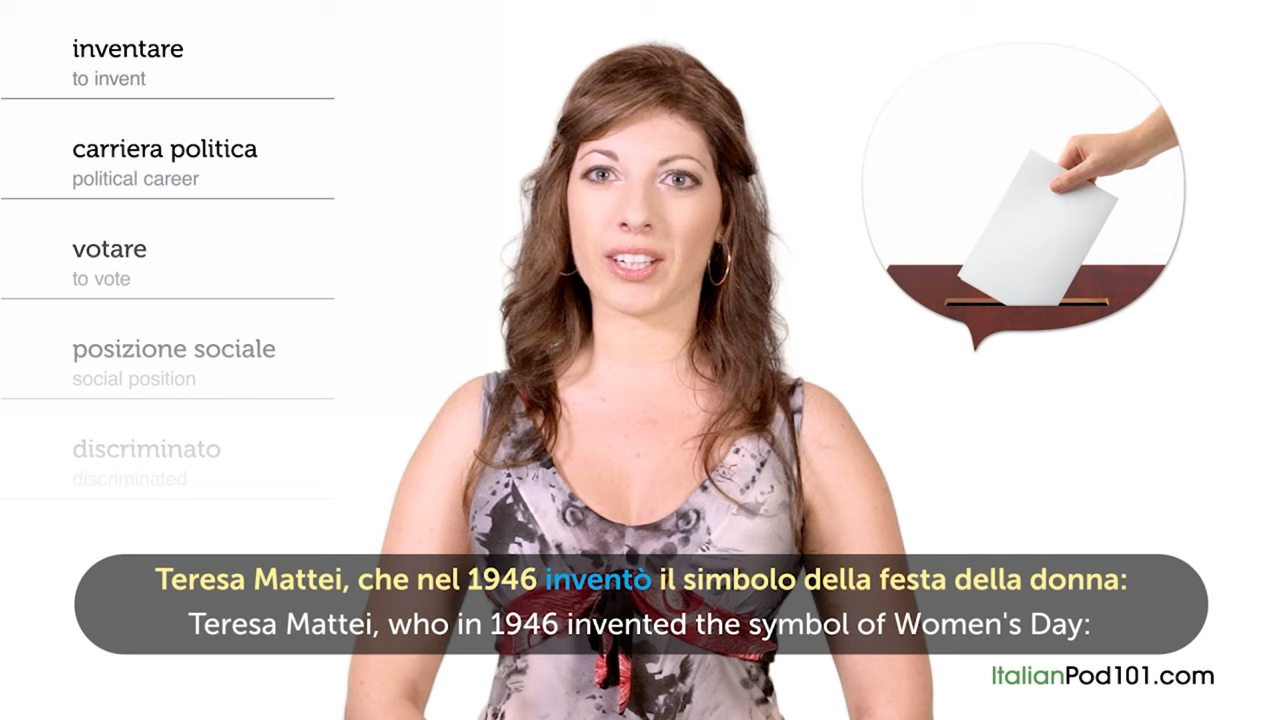 inventare
to invent
carriera politica
political career
votare
to vote
posizione sociale
social position
discriminato
discriminated
Teresa Mattei, che nel 1946 inventò il simbolo della festa della donna:
Teresa Mattei, who in 1946 invented the symbol of Women's Day:
ItalianPod101.com